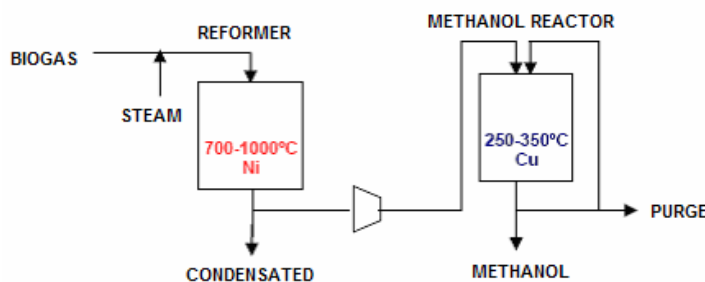 REFORMER
METHANOL REACTOR
BIOGAS
STEAM
700-1000ºC
Ni
250-350ºC
Cu
PURGE
CONDENSATED
METHANOL